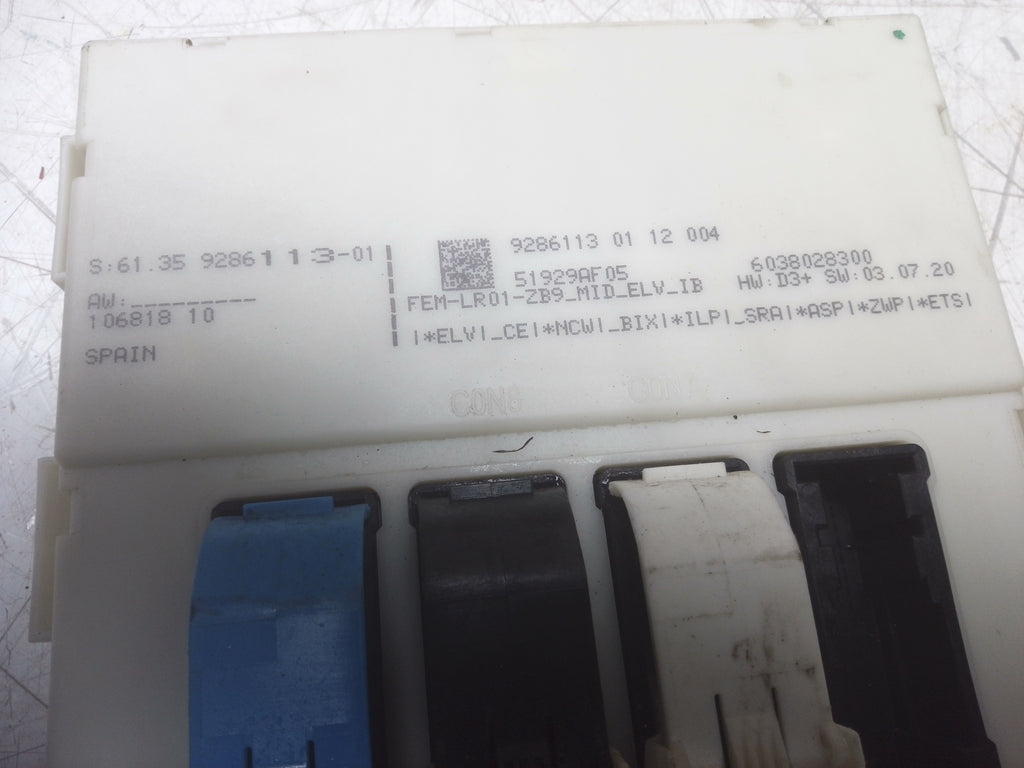 S:61.35 9286113-01
AW:_________
106818 10
SPAIN
9286113 01 12 004
51929AF05
6038028300
FEM-LR01-ZB9_MID_ELV_IB
HW:D3+ SW:03.07.20
|*ELV|_CE|*NCW|_BIX|*ILP|_SRA|*ASP|*ZWP|*ETS|